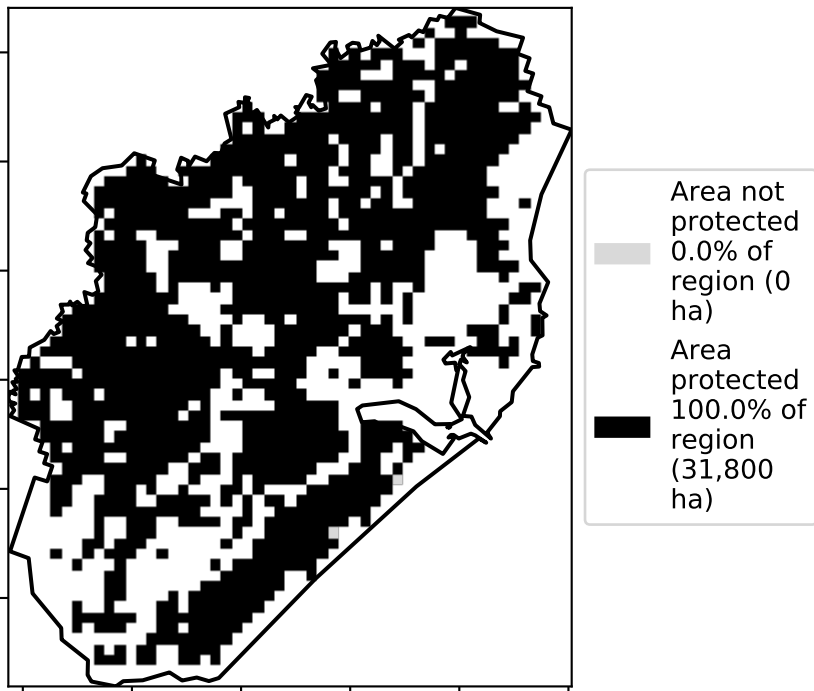 Area not
protected
0.0% of
region (0
ha)
Area
protected
100.0% of
region
(31,800
ha)